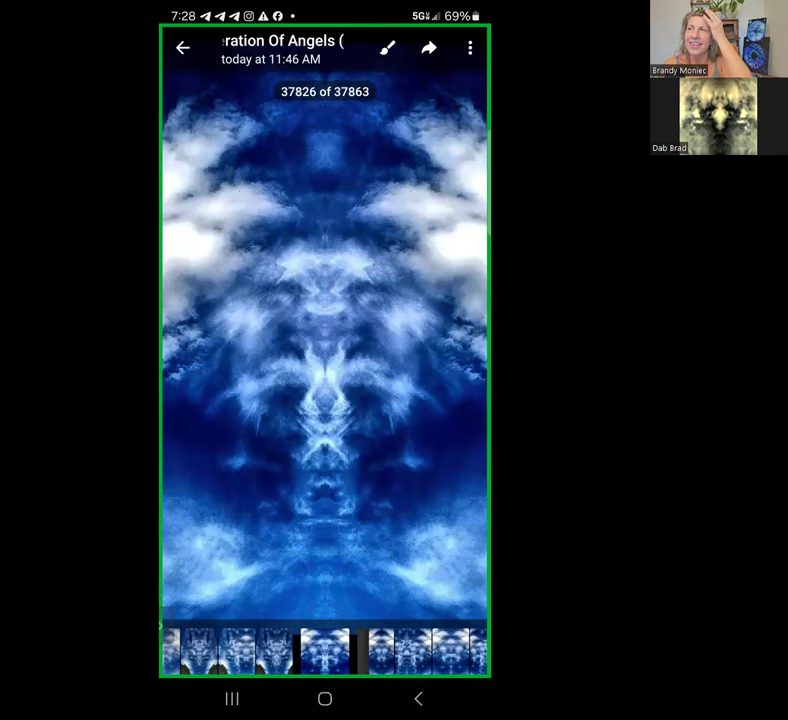 7:28
5G 69%
ration Of Angels (
today at 11:46 AM
37826 of 37863
Brandy Moniec
Dab Brad